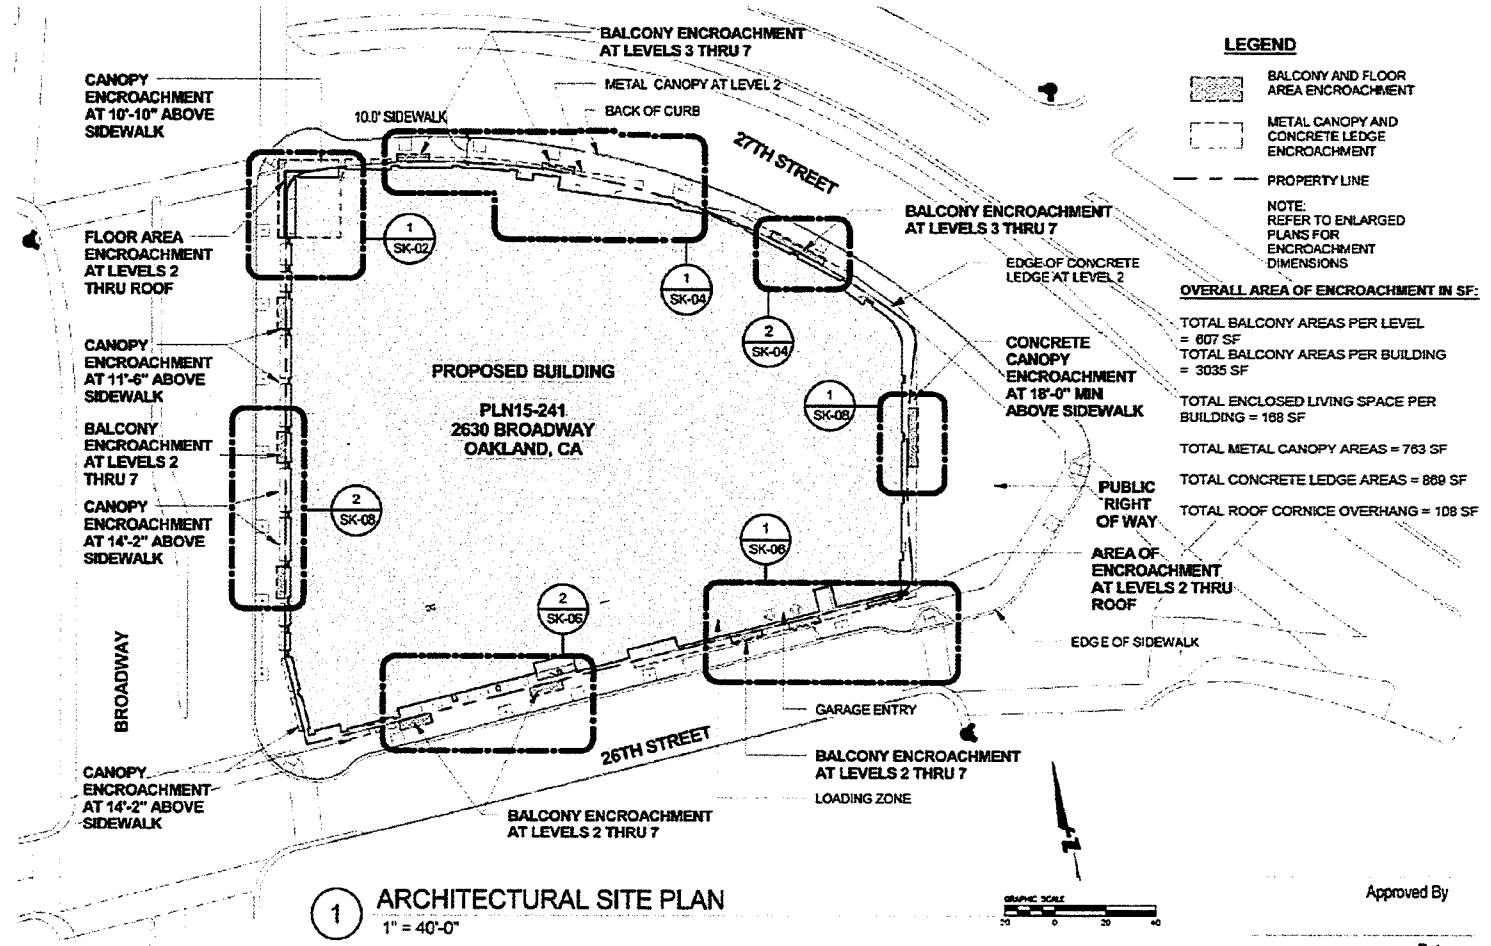 BALCONY ENCROACHMENT
AT LEVELS 3 THRU 7
METAL CANOPY AT LEVEL 2
BACK OF CURB
10.0' SIDEWALK
CANOPY
ENCROACHMENT
AT 10'-10" ABOVE
SIDEWALK
27TH STREET
LEGEND
BALCONY AND FLOOR
AREA ENCROACHMENT
METAL CANOPY AND
CONCRETE LEDGE
ENCROACHMENT
PROPERTY LINE
NOTE:
REFER TO ENLARGED
PLANS FOR
ENCROACHMENT
DIMENSIONS
OVERALL AREA OF ENCROACHMENT IN SF:
TOTAL BALCONY AREAS PER LEVEL
= 607 SF
TOTAL BALCONY AREAS PER BUILDING
= 3035 SF
TOTAL ENCLOSED LIVING SPACE PER
BUILDING = 168 SF
TOTAL METAL CANOPY AREAS = 763 SF
TOTAL CONCRETE LEDGE AREAS = 869 SF
TOTAL ROOF CORNICE OVERHANG = 108 SF
BALCONY ENCROACHMENT
AT LEVELS 3 THRU 7
EDGE OF CONCRETE
LEDGE AT LEVEL 2
FLOOR AREA
ENCROACHMENT
AT LEVELS 2
THRU ROOF
1
SK-02
1
SK-04
2
SK-04
CONCRETE
CANOPY
ENCROACHMENT
AT 18'-0" MIN
ABOVE SIDEWALK
1
SK-08
CANOPY
ENCROACHMENT
AT 11'-6" ABOVE
SIDEWALK
PROPOSED BUILDING
PLN15-241
2630 BROADWAY
OAKLAND, CA
BALCONY
ENCROACHMENT
AT LEVELS 2
THRU 7
CANOPY
ENCROACHMENT
AT 14'-2" ABOVE
SIDEWALK
2
SK-08
1
SK-06
2
SK-06
PUBLIC
RIGHT
OF WAY
AREA OF
ENCROACHMENT
AT LEVELS 2 THRU
ROOF
EDGE OF SIDEWALK
BROADWAY
GARAGE ENTRY
26TH STREET
BALCONY ENCROACHMENT
AT LEVELS 2 THRU 7
LOADING ZONE
CANOPY
ENCROACHMENT
AT 14'-2" ABOVE
SIDEWALK
BALCONY ENCROACHMENT
AT LEVELS 2 THRU 7
1
ARCHITECTURAL SITE PLAN
1" = 40'-0"
GRAPHIC SCALE
20 0 20 40
Approved By